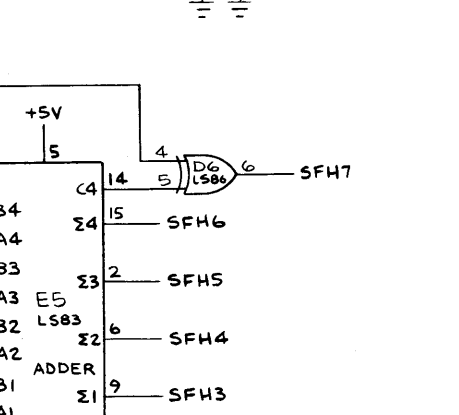 +5V
5
4
5
D6
LS86
6
SFH7
C4
14
B4
Σ4
15
SFH6
A4
B3
Σ3
2
SFH5
A3
E5
B2
LS83
Σ2
6
SFH4
A2
ADDER
B1
Σ1
9
SFH3